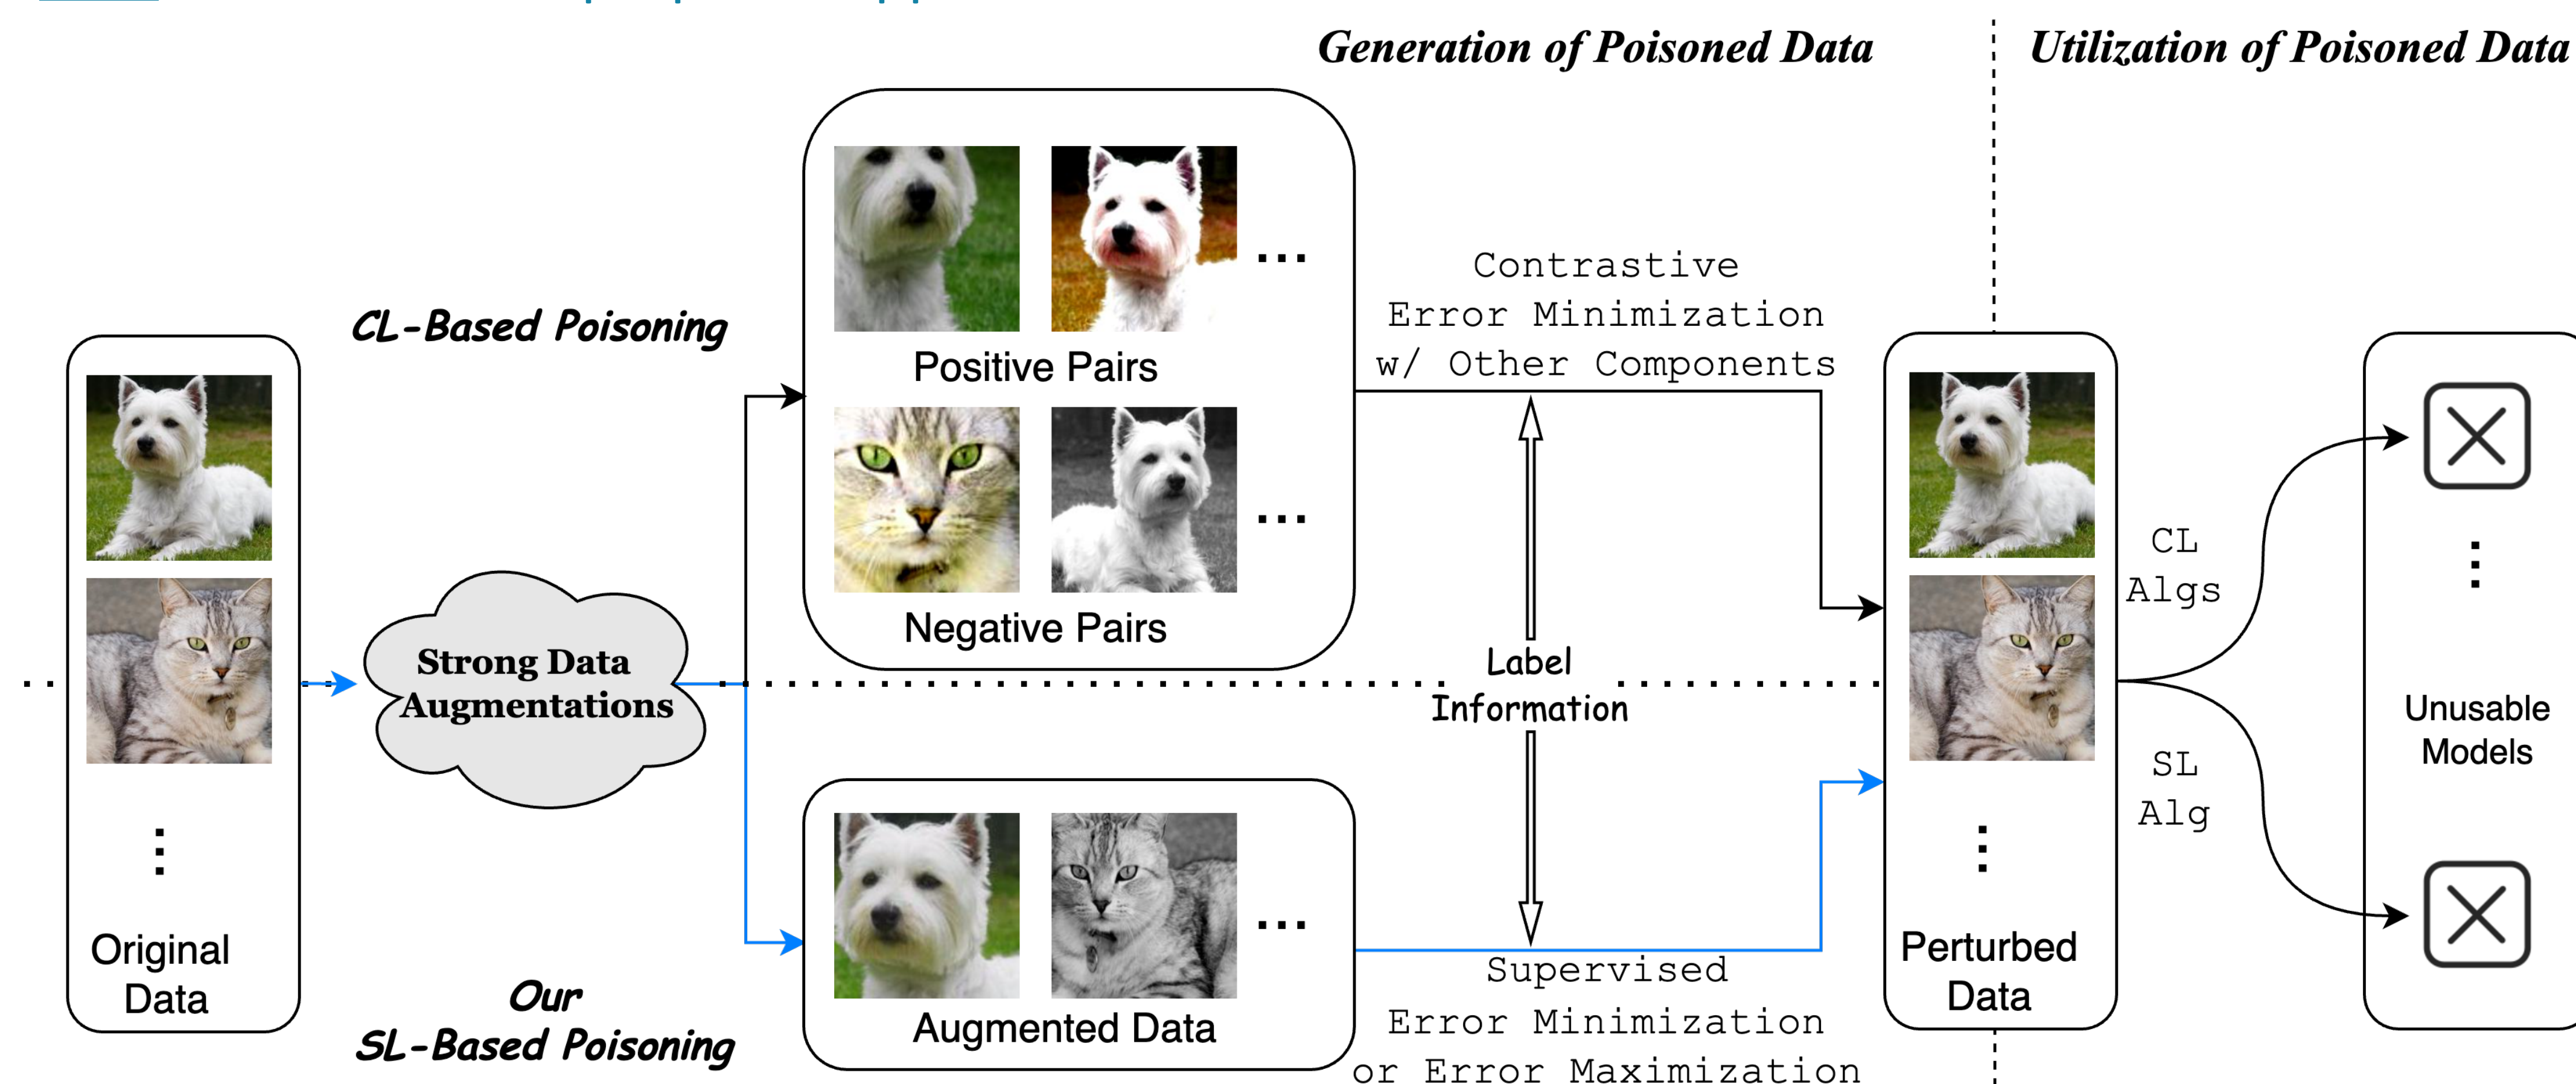 Generation of Poisoned Data
Utilization of Poisoned Data
CL-Based Poisoning
Positive Pairs
Negative Pairs
Contrastive
Error Minimization
w/ Other Components
Strong Data
Augmentations
Label
Information
Original
Data
Our
SL-Based Poisoning
Augmented Data
Supervised
Error Minimization
or Error Maximization
Perturbed
Data
CL
Algs
SL
Alg
Unusable
Models